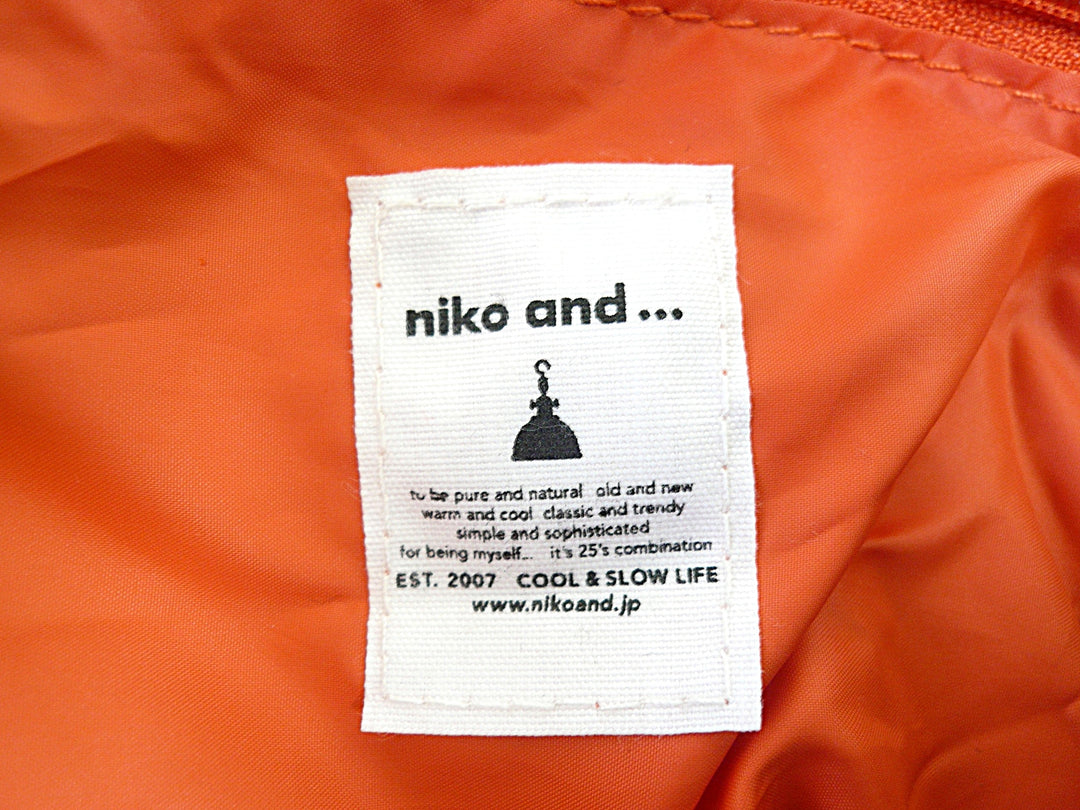 niko and...
to be pure and natural old and new
warm and cool classic and trendy
simple and sophisticated
for being myself... it's 25's combination
EST. 2007 COOL & SLOW LIFE
www.nikoand.jp